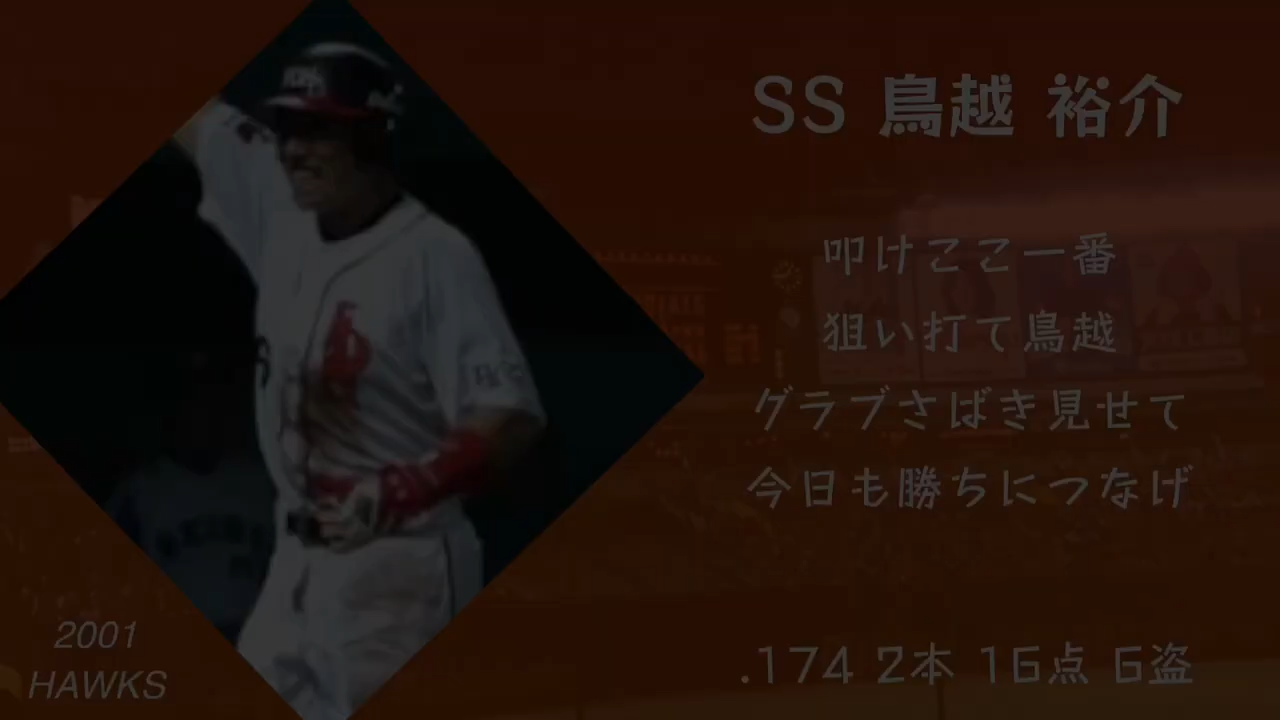 SS 鳥越 裕介
叩けここ一番
狙い打て鳥越
グラブさばき見せて
今日も勝ちにつなげ
.174 2本 16点 6盗
2001
HAWKS